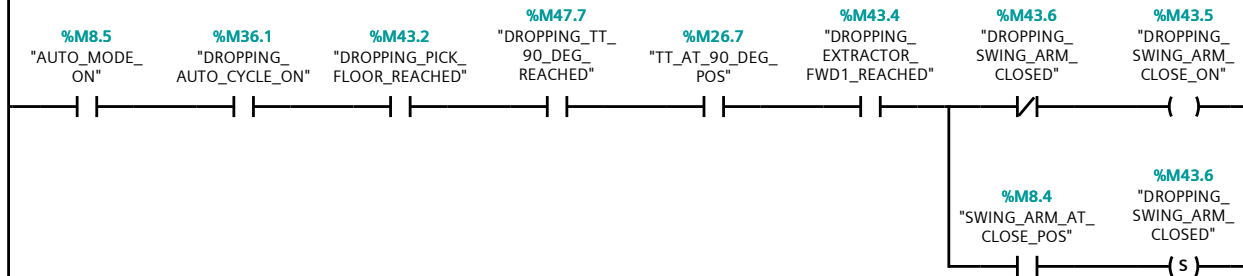 %M8.5
"AUTO_MODE_
ON"
%M36.1
"DROPPING_
AUTO_CYCLE_ON"
%M43.2
"DROPPING_PICK_
FLOOR_REACHED"
%M47.7
"DROPPING_TT_
90_DEG_
REACHED"
%M26.7
"TT_AT_90_DEG_
POS"
%M43.4
"DROPPING_
EXTRACTOR_
FWD1_REACHED"
%M43.6
"DROPPING_
SWING_ARM_
CLOSED"
%M43.5
"DROPPING_
SWING_ARM_
CLOSE_ON"
%M8.4
"SWING_ARM_AT_
CLOSE_POS"
%M43.6
"DROPPING_
SWING_ARM_
CLOSED"
S